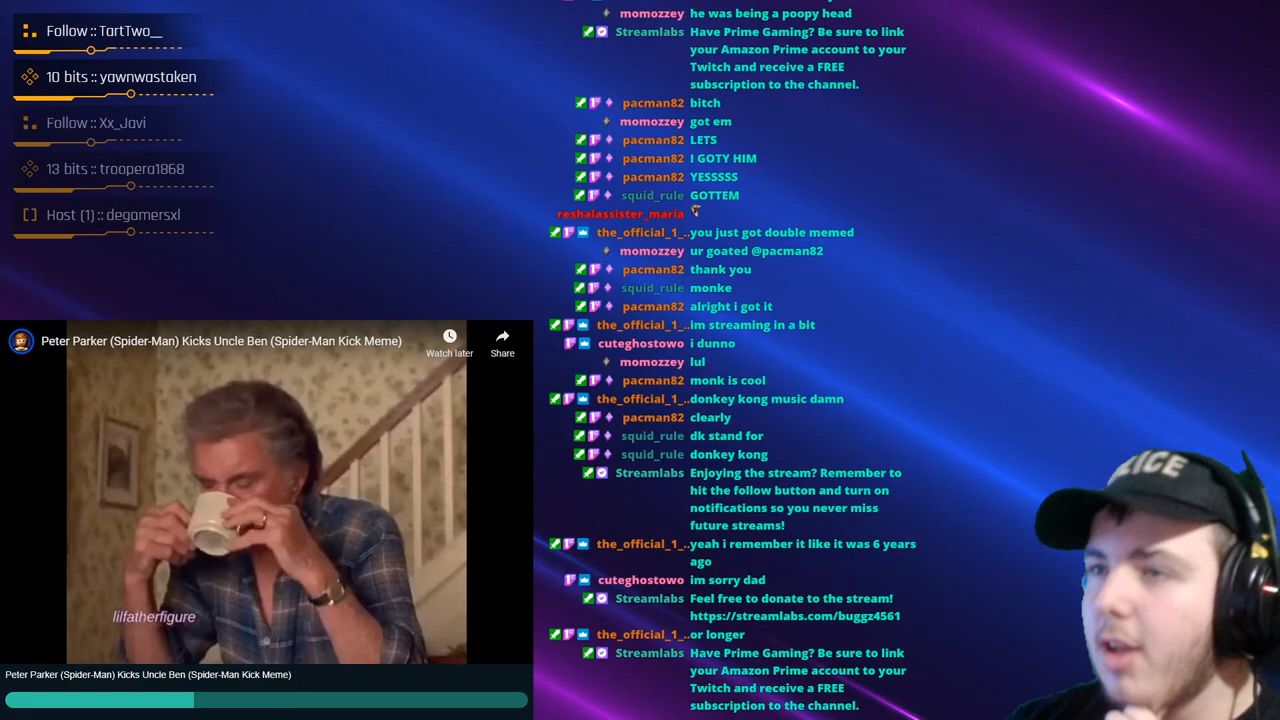 Follow :: TartTwo__
10 bits :: yawnwastaken
Follow :: Xx_Javi
13 bits :: troopera1868
Host (1) :: degamersxl
Peter Parker (Spider-Man) Kicks Uncle Ben (Spider-Man Kick Meme)
Watch later
Share
lilfatherfigure
Peter Parker (Spider-Man) Kicks Uncle Ben (Spider-Man Kick Meme)
momozzey he was being a poopy head
Streamlabs Have Prime Gaming? Be sure to link
your Amazon Prime account to your
Twitch and receive a FREE
subscription to the channel.
pacman82 bitch
momozzey got em
pacman82 LETS
pacman82 I GOTY HIM
pacman82 YESSSSS
squid_rule GOTTEM
reshalassister_maria
the_official_1_.. you just got double memed
momozzey ur goated @pacman82
pacman82 thank you
squid_rule monke
pacman82 alright i got it
the_official_1_.. im streaming in a bit
cuteghostowo i dunno
momozzey lul
pacman82 monk is cool
the_official_1_.. donkey kong music damn
pacman82 clearly
squid_rule dk stand for
squid_rule donkey kong
Streamlabs Enjoying the stream? Remember to
hit the follow button and turn on
notifications so you never miss
future streams!
the_official_1_.. yeah i remember it like it was 6 years
ago
cuteghostowo im sorry dad
Streamlabs Feel free to donate to the stream!
https://streamlabs.com/buggz4561
the_official_1_.. or longer
Streamlabs Have Prime Gaming? Be sure to link
your Amazon Prime account to your
Twitch and receive a FREE
subscription to the channel.